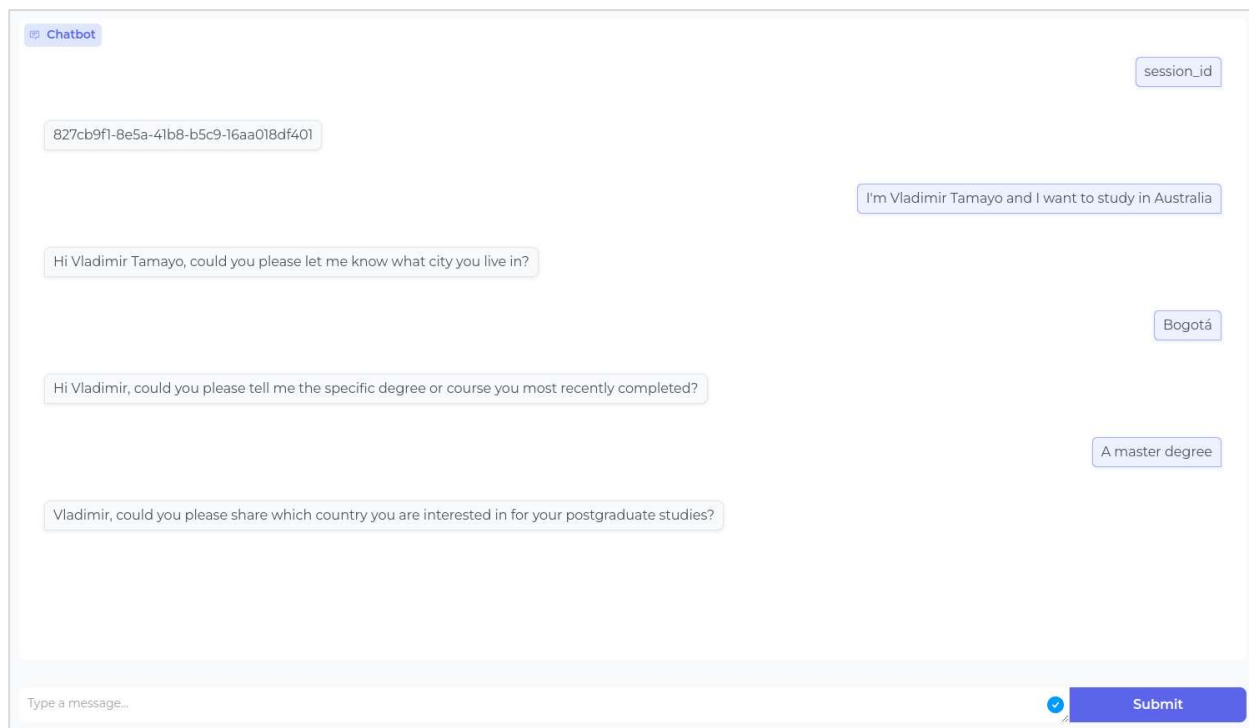 Chatbot
session_id
827cb9f1-8e5a-41b8-b5c9-16aa018df401
I'm Vladimir Tamayo and I want to study in Australia
Hi Vladimir Tamayo, could you please let me know what city you live in?
Bogotá
Hi Vladimir, could you please tell me the specific degree or course you most recently completed?
A master degree
Vladimir, could you please share which country you are interested in for your postgraduate studies?
Type a message...
Submit